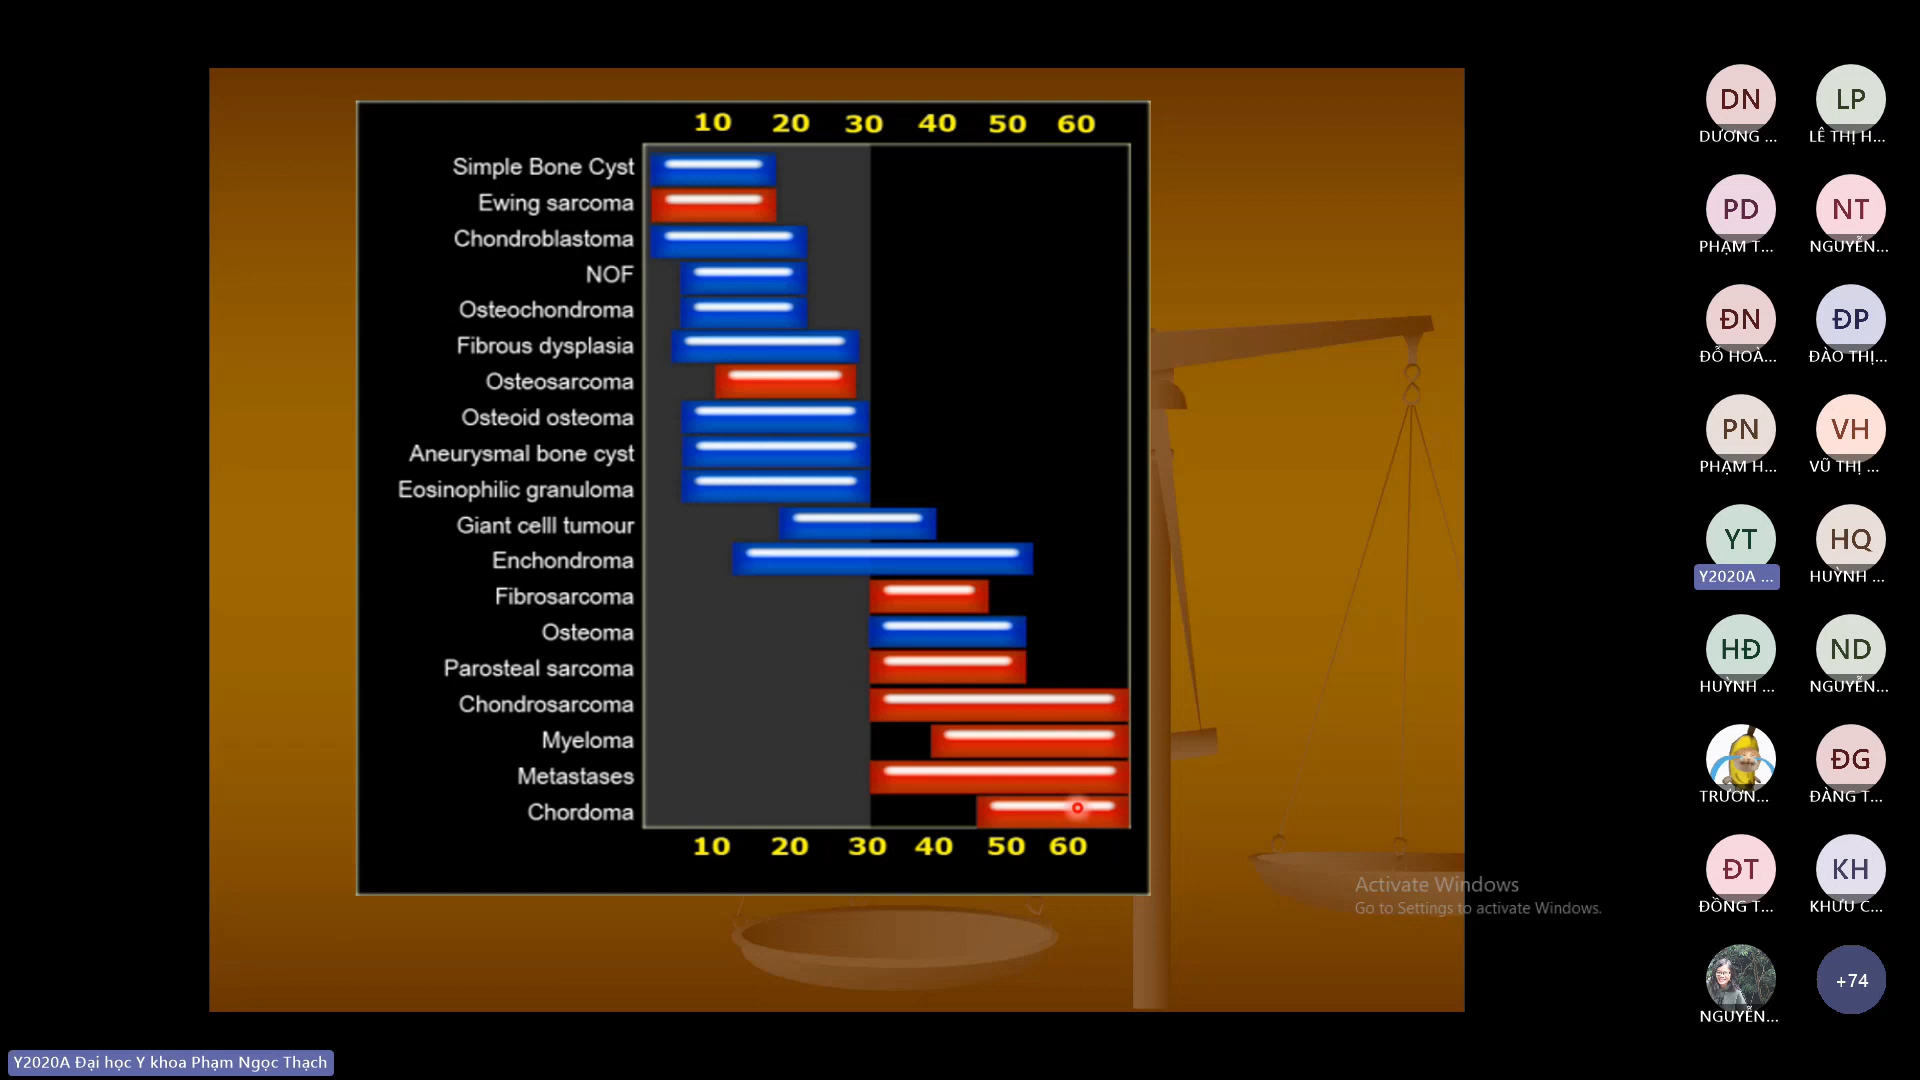 10 20 30 40 50 60
Simple Bone Cyst
Ewing sarcoma
Chondroblastoma
NOF
Osteochondroma
Fibrous dysplasia
Osteosarcoma
Osteoid osteoma
Aneurysmal bone cyst
Eosinophilic granuloma
Giant celll tumour
Enchondroma
Fibrosarcoma
Osteoma
Parosteal sarcoma
Chondrosarcoma
Myeloma
Metastases
Chordoma
10 20 30 40 50 60
Activate Windows
Go to Settings to activate Windows.
DN LP
DƯƠNG ... LÊ THỊ H...
PD NT
PHẠM T... NGUYỄN...
ĐN ĐP
ĐỖ HOÀ... ĐÀO THỊ...
PN VH
PHẠM H... VŨ THỊ ...
YT HQ
Y2020A ... HUỲNH ...
HĐ ND
HUỲNH ... NGUYỄN...
ĐG
TRƯƠN... ĐÀNG T...
ĐT KH
ĐỒNG T... KHƯU C...
+74
NGUYỄN...
Y2020A Đại học Y khoa Phạm Ngọc Thạch